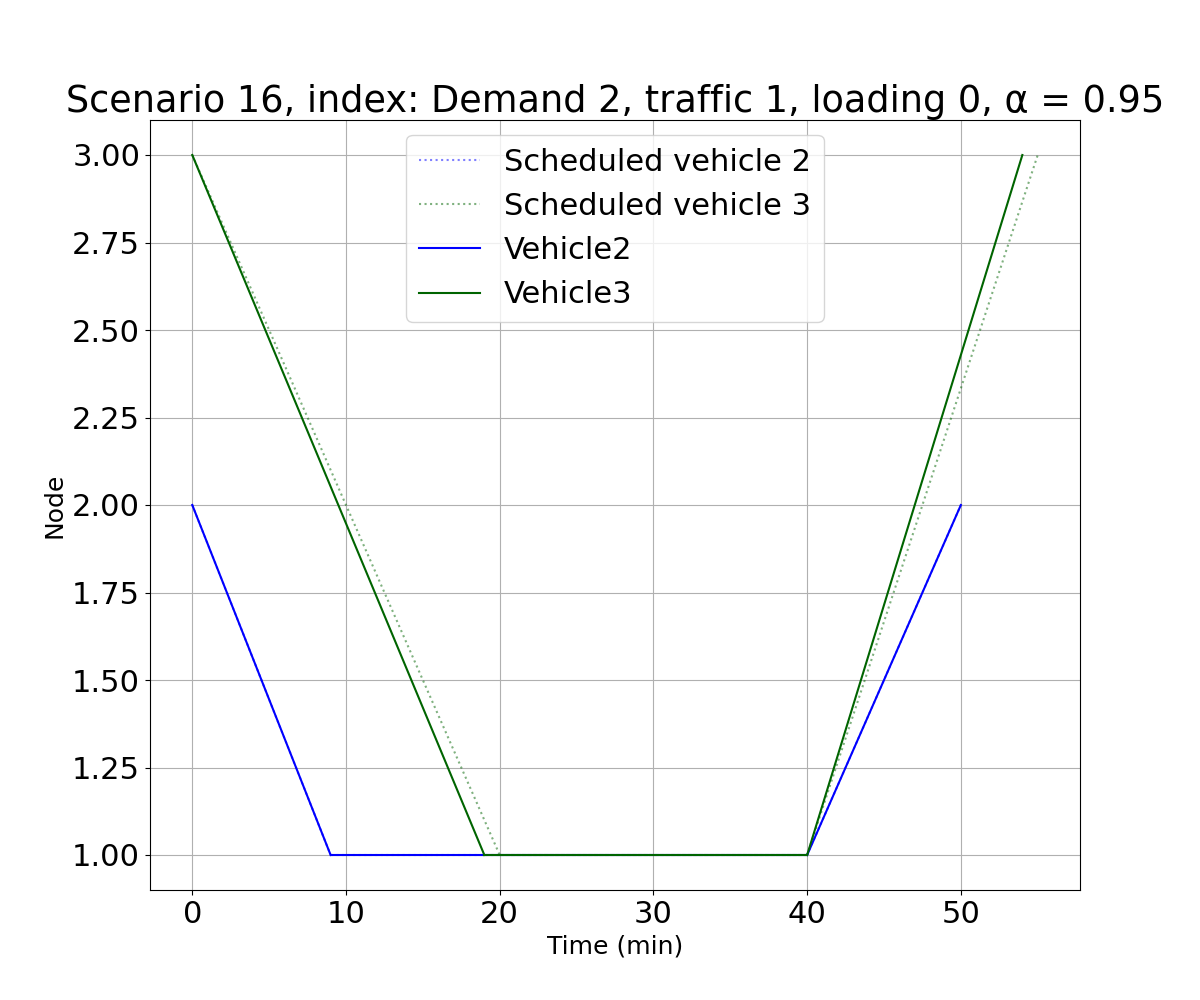 Scenario 16, index: Demand 2, traffic 1, loading 0, α = 0.95
Scheduled vehicle 2
Scheduled vehicle 3
Vehicle2
Vehicle3
3.00
2.75
2.50
2.25
2.00
1.75
1.50
1.25
1.00
Node
0 10 20 30 40 50
Time (min)